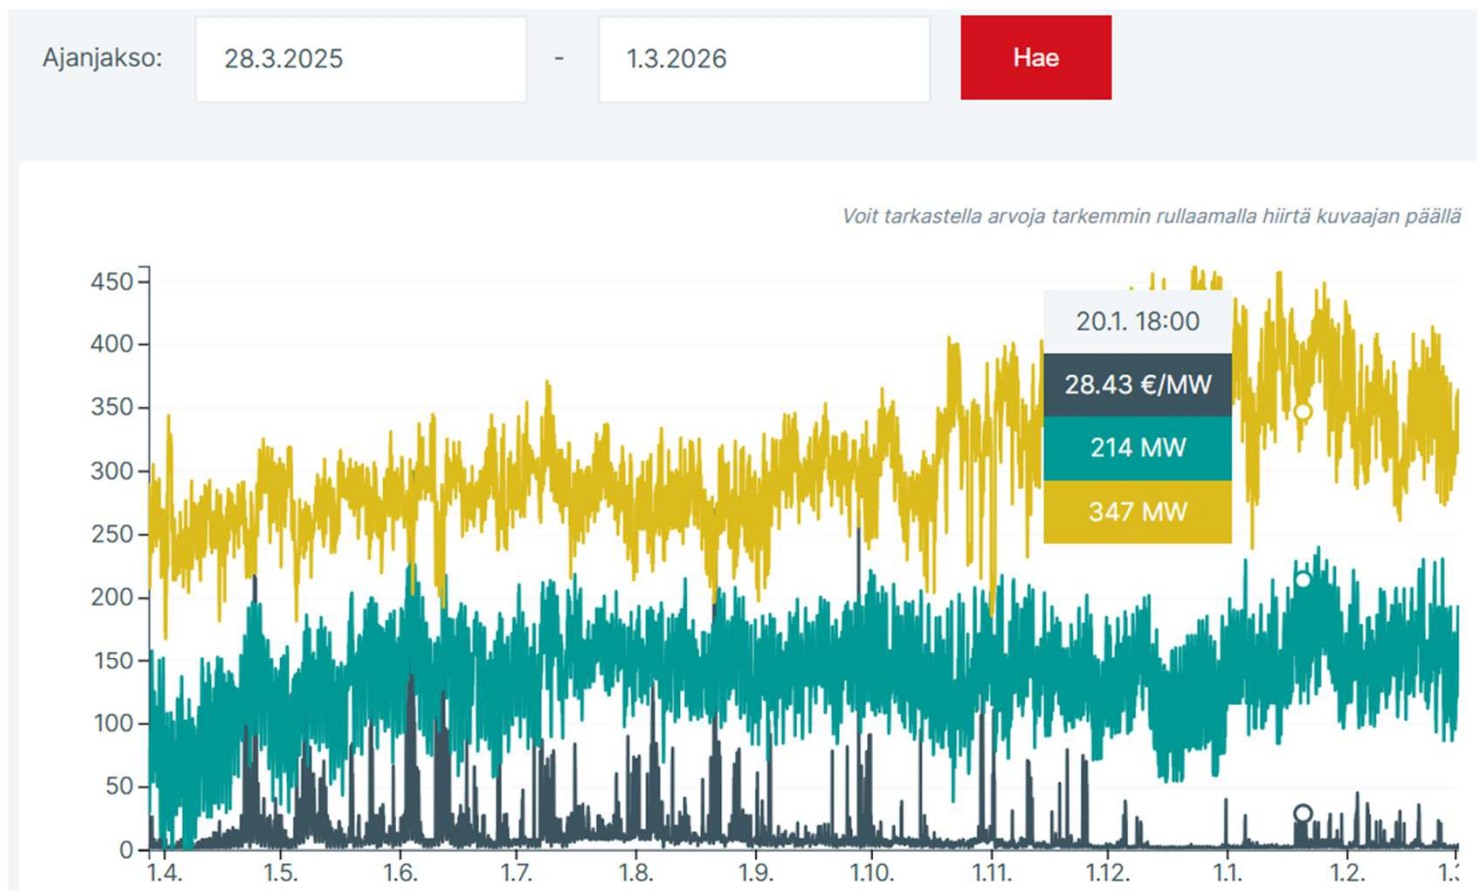 Ajanjakso: 28.3.2025 - 1.3.2026 Hae
Voit tarkastella arvoja tarkemmin rullaamalla hiirtä kuvaajan päällä
450
400
350
300
250
200
150
100
50
0
20.1. 18:00
28.43 €/MW
214 MW
347 MW
1.4. 1.5. 1.6. 1.7. 1.8. 1.9. 1.10. 1.11. 1.12. 1.1. 1.2.